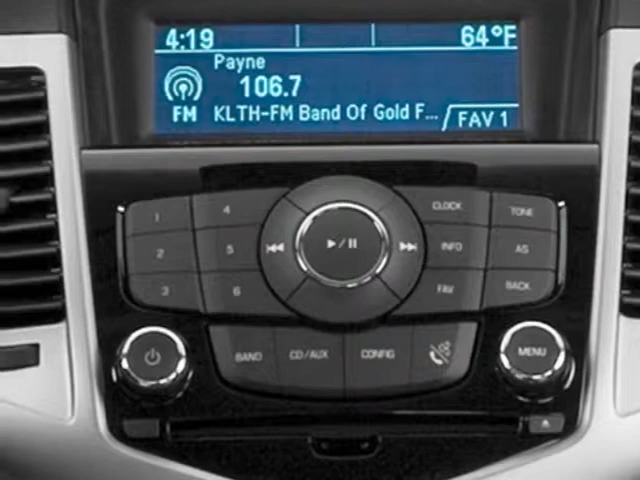 4:19 64°F
Payne
106.7
FM KLTH-FM Band Of Gold F... FAV 1
1 4 CLOCK TONE
2 5 INFO AS
3 6 FAV BACK
BAND CD/AUX CONFIG MENU